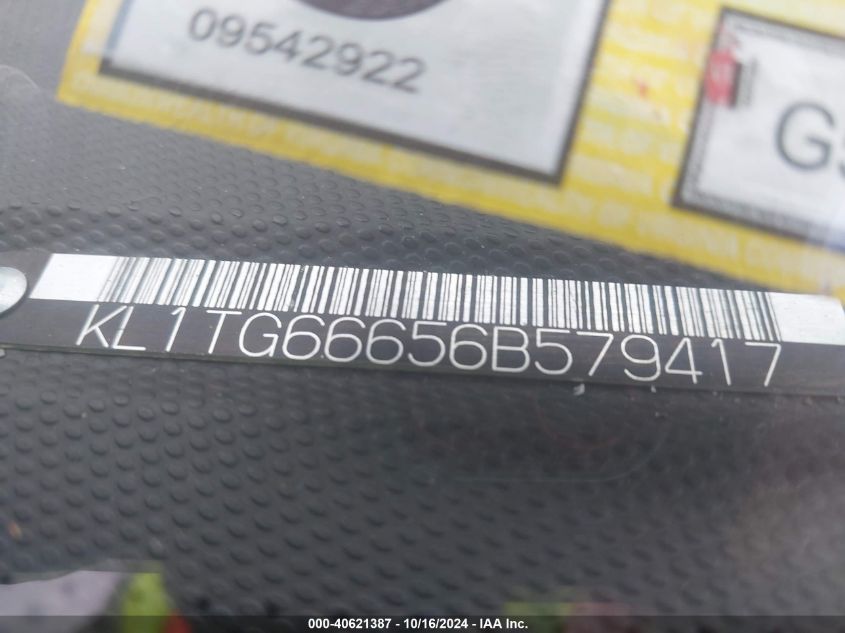 09542922
G
KL1TG66656B579417
000-40621387 - 10/16/2024 - IAA Inc.